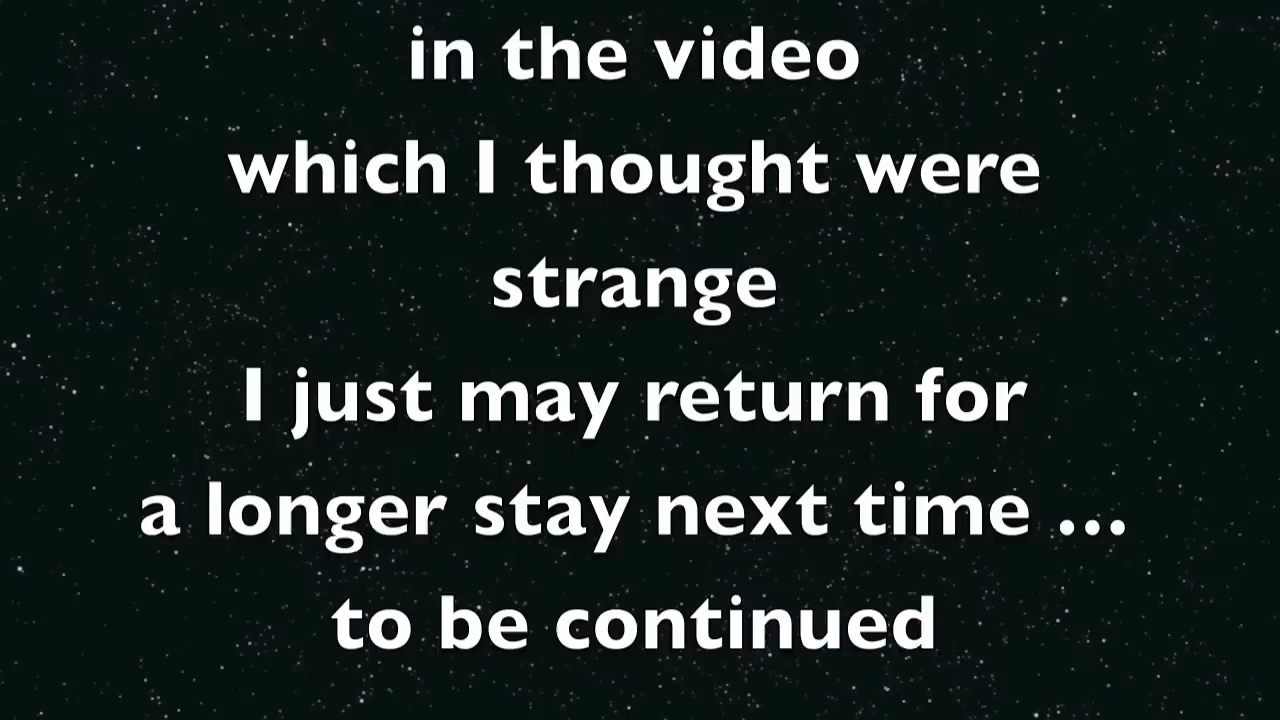 in the video
which I thought were
strange
I just may return for
a longer stay next time ...
to be continued